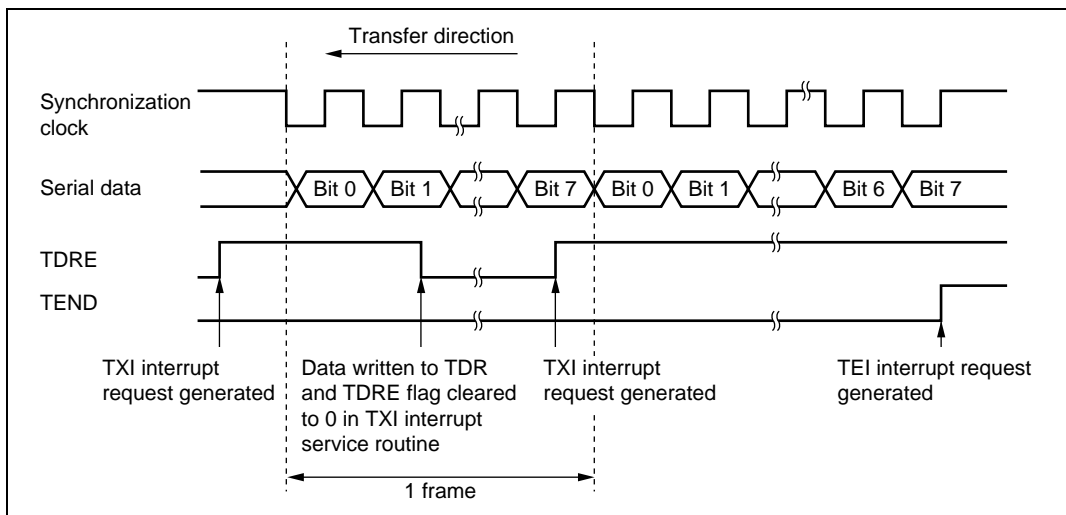 Transfer direction
Synchronization
clock
Serial data
Bit 0
Bit 1
Bit 7
Bit 0
Bit 1
Bit 6
Bit 7
TDRE
TEND
TXI interrupt
request generated
Data written to TDR
and TDRE flag cleared
to 0 in TXI interrupt
service routine
TXI interrupt
request generated
TEI interrupt request
generated
1 frame